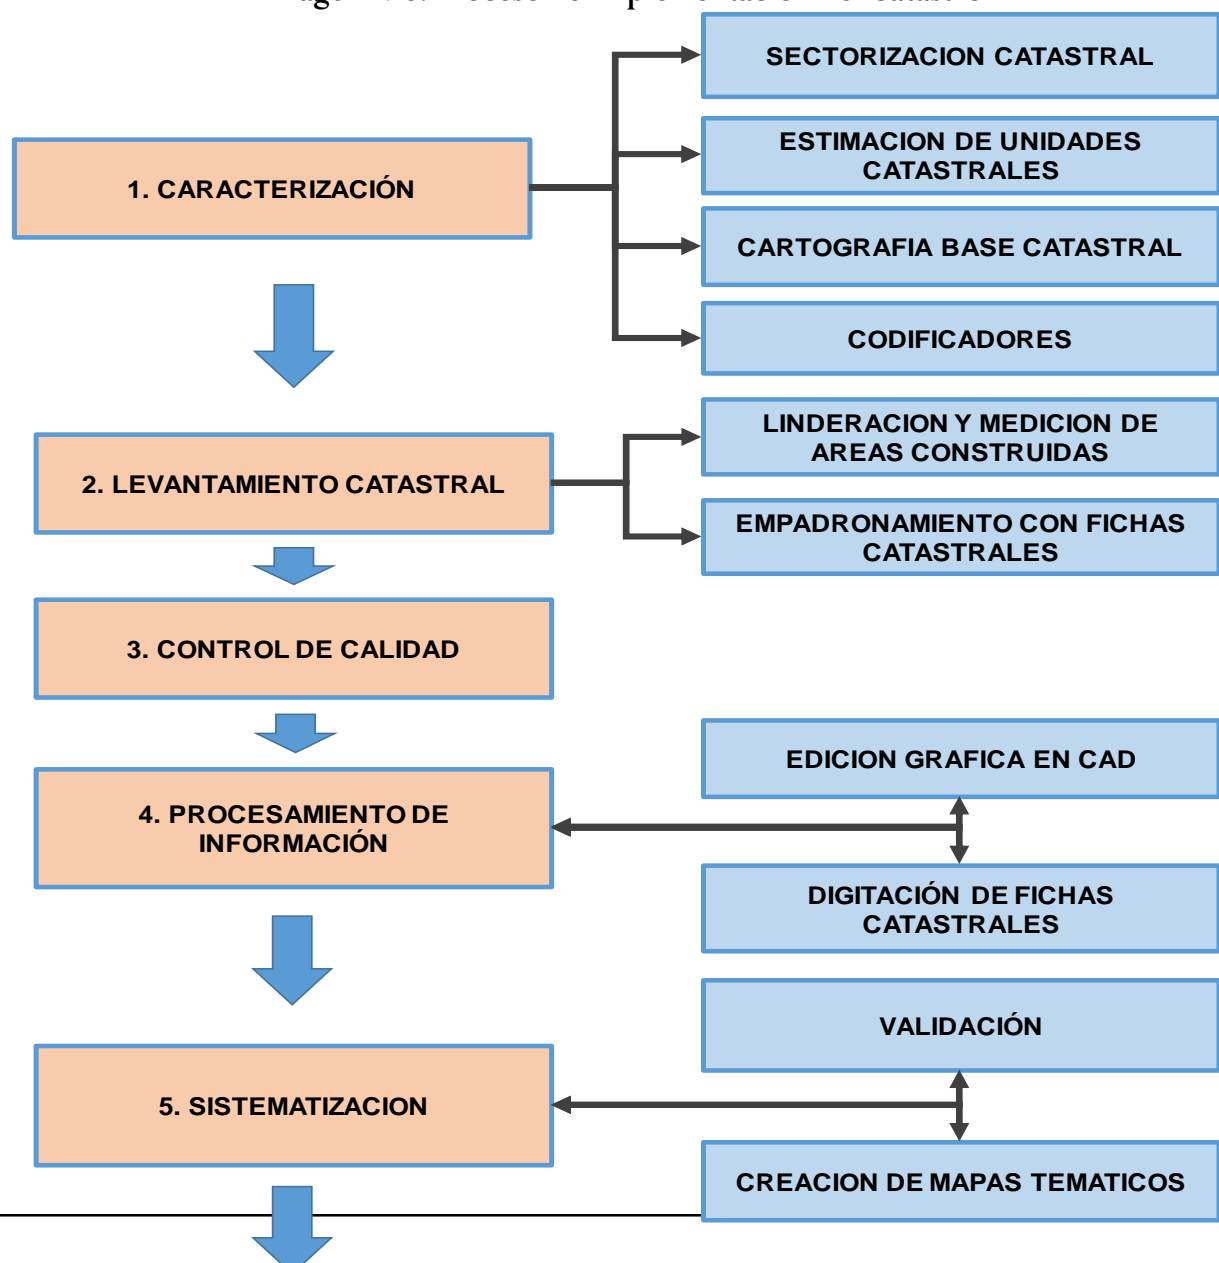 SECTORIZACION CATASTRAL
ESTIMACION DE UNIDADES
CATASTRALES
1. CARACTERIZACIÓN
CARTOGRAFIA BASE CATASTRAL
CODIFICADORES
LINDERACION Y MEDICION DE
AREAS CONSTRUIDAS
2. LEVANTAMIENTO CATASTRAL
EMPADRONAMIENTO CON FICHAS
CATASTRALES
3. CONTROL DE CALIDAD
EDICION GRAFICA EN CAD
4. PROCESAMIENTO DE
INFORMACIÓN
DIGITACIÓN DE FICHAS
CATASTRALES
VALIDACIÓN
5. SISTEMATIZACION
CREACION DE MAPAS TEMATICOS